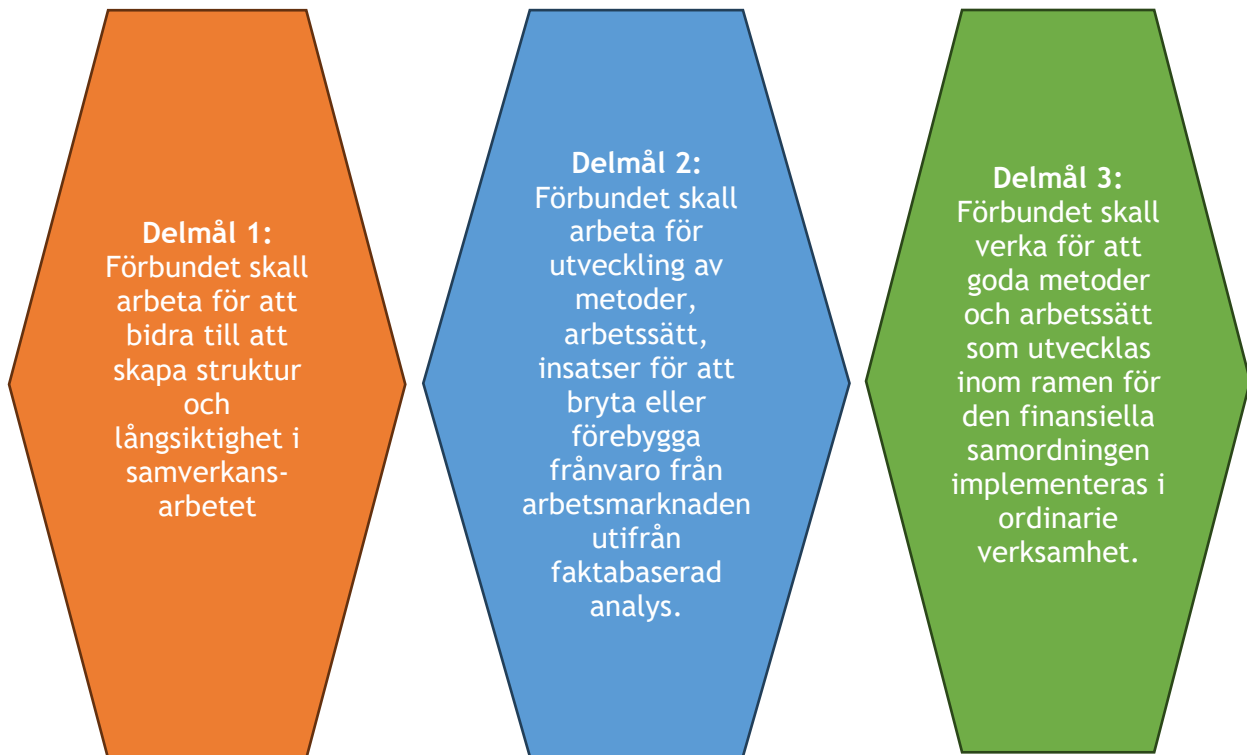 Delmål 1:
Förbundet skall
arbeta för att
bidra till att
skapa struktur
och
långsiktighet i
samverkans-
arbetet
Delmål 2:
Förbundet skall
arbeta för
utveckling av
metoder,
arbetssätt,
insatser för att
bryta eller
förebygga
frånvaro från
arbetsmarknaden
utifrån
faktabaserad
analys.
Delmål 3:
Förbundet skall
verka för att
goda metoder
och arbetssätt
som utvecklas
inom ramen för
den finansiella
samordningen
implementeras i
ordinarie
verksamhet.